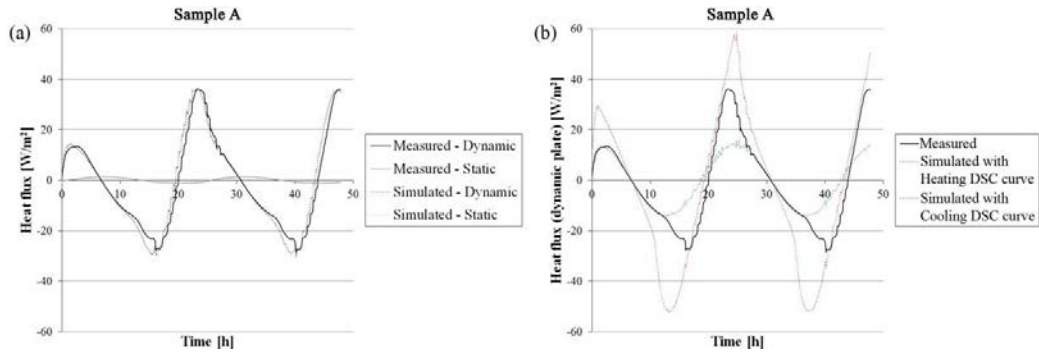 Sample A
(a)
60
40
20
0
-20
-40
-60
0 10 20 30 40 50
Heat flux [W/m²]
Time [h]
Measured - Dynamic
Measured - Static
Simulated - Dynamic
Simulated - Static
Sample A
(b)
60
40
20
0
-20
-40
-60
0 10 20 30 40 50
Heat flux (dynamic plate) [W/m²]
Time [h]
Measured
Simulated with
Heating DSC curve
Simulated with
Cooling DSC curve